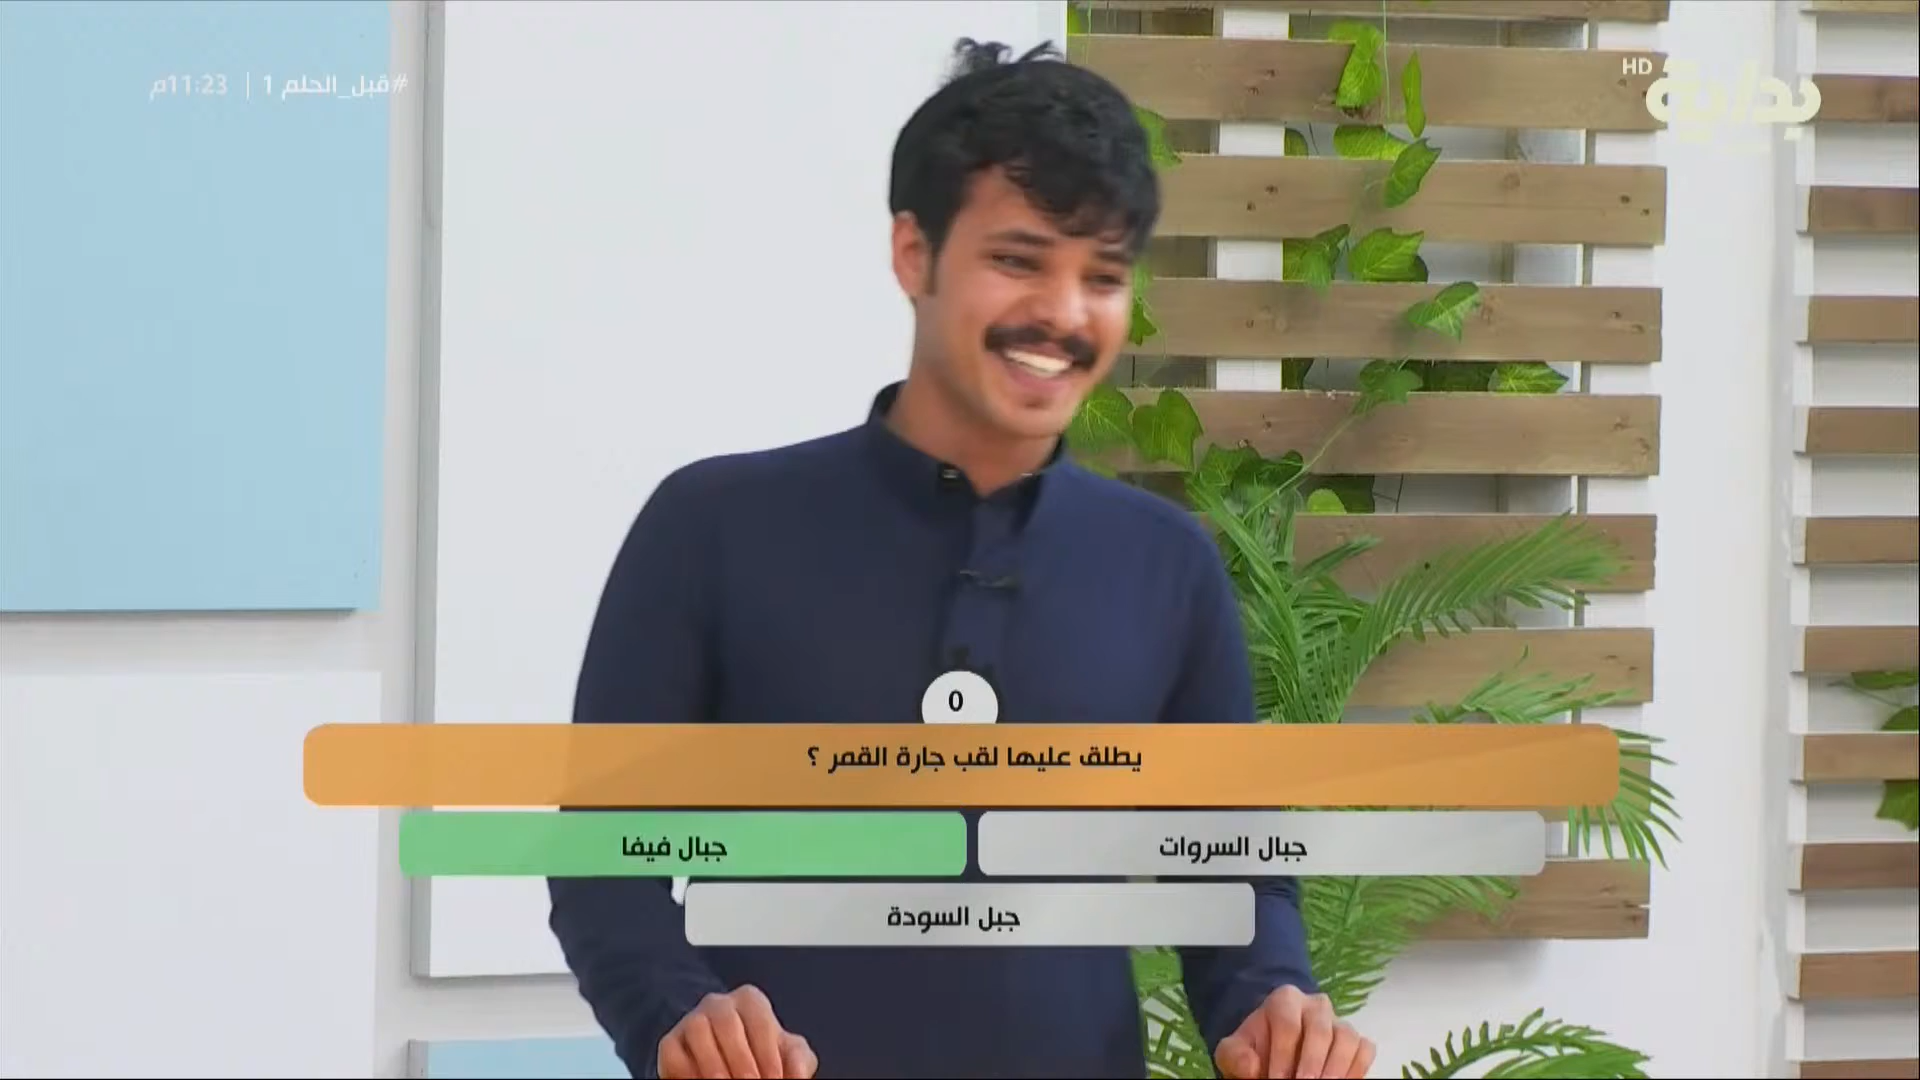 #قبل_الحلم 1 | 11:23م
HD
بداية
0
يطلق عليها لقب جارة القمر ؟
جبال السروات
جبال فيفا
جبل السودة